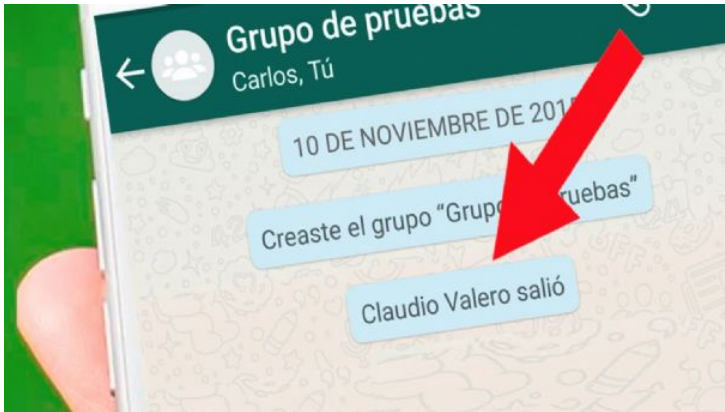 Grupo de pruebas
Carlos, Tú
10 DE NOVIEMBRE DE 201
Creaste el grupo “Grupo pruebas”
Claudio Valero salió